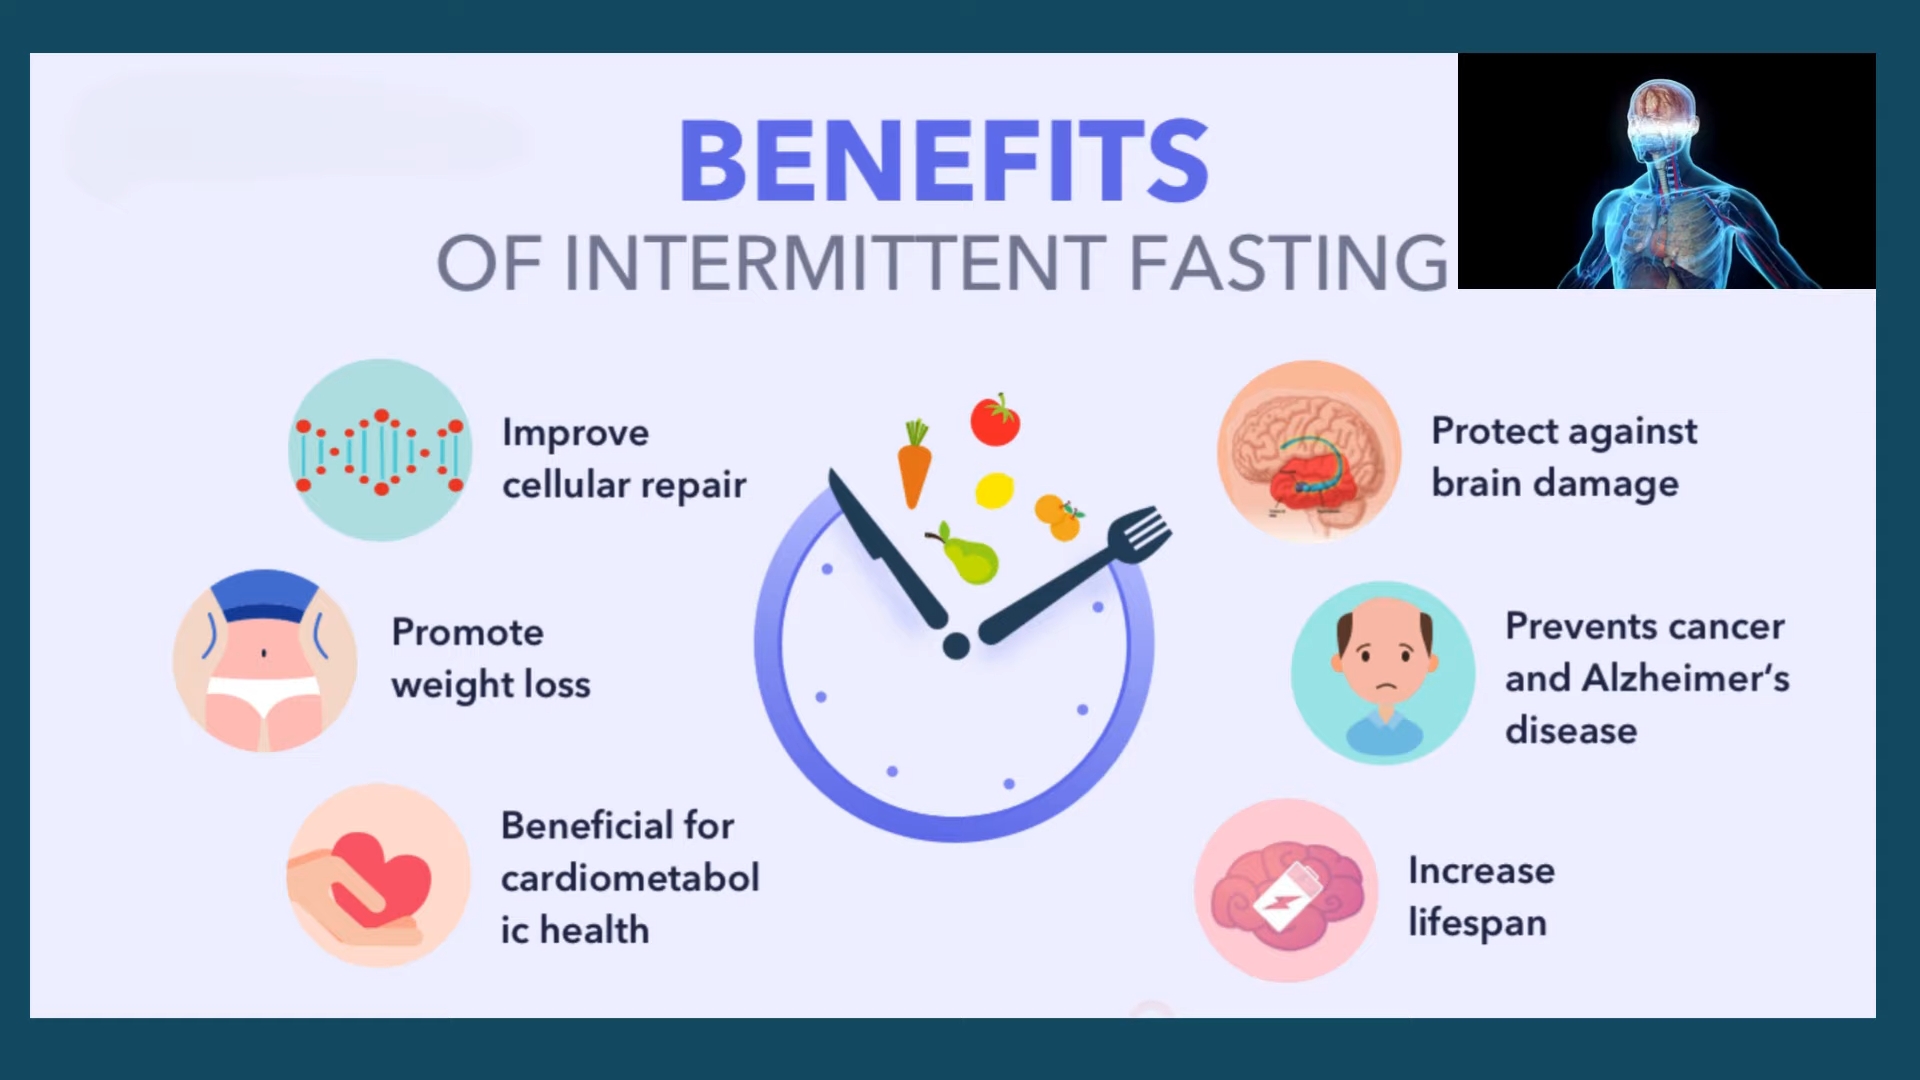 BENEFITS
OF INTERMITTENT FASTING
Improve
cellular repair
Promote
weight loss
Beneficial for
cardiometabol
ic health
Protect against
brain damage
Prevents cancer
and Alzheimer‘s
disease
Increase
lifespan